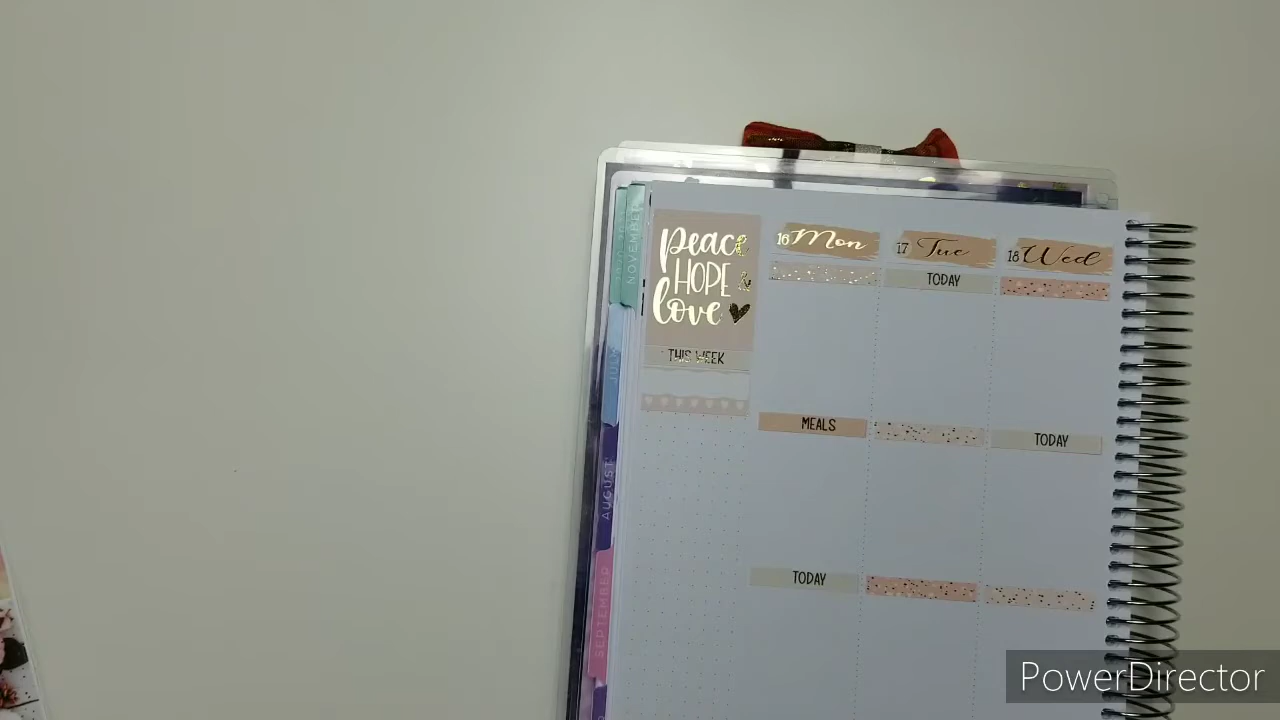 peace
HOPE &
love
THIS WEEK
16 Mon
17 Tue
18 Wed
TODAY
MEALS
TODAY
TODAY
NOVEMBER
JULY
AUGUST
SEPTEMBER
PowerDirector